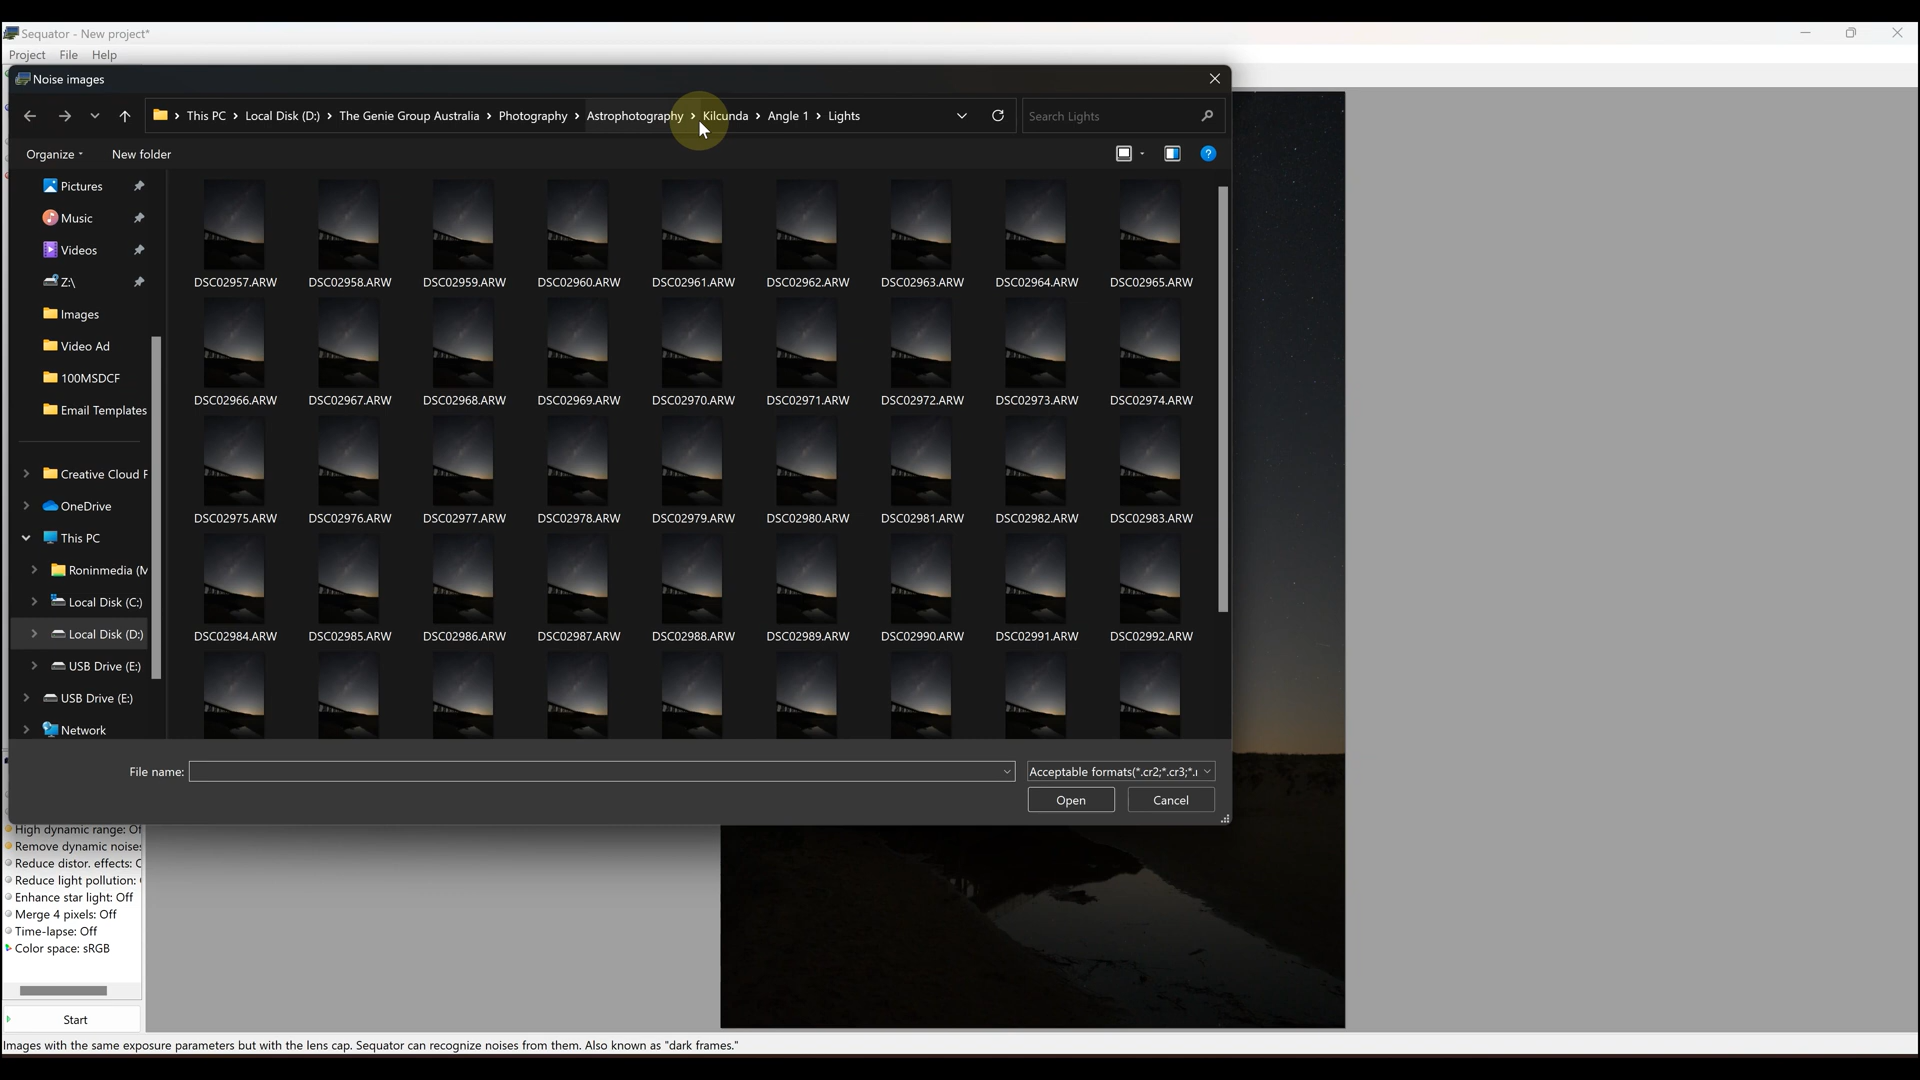 Sequator - New project*
Project File Help
Noise images
This PC > Local Disk (D:) > The Genie Group Australia > Photography > Astrophotography > Kilcunda > Angle 1 > Lights
Search Lights
Organize New folder
Pictures
Music
Videos
Z:\
Images
Video Ad
100MSDCF
Email Templates
Creative Cloud F
OneDrive
This PC
Roninmedia (M
Local Disk (C:)
Local Disk (D:)
USB Drive (E:)
USB Drive (E:)
Network
DSC02957.ARW DSC02958.ARW DSC02959.ARW DSC02960.ARW DSC02961.ARW DSC02962.ARW DSC02963.ARW DSC02964.ARW DSC02965.ARW
DSC02966.ARW DSC02967.ARW DSC02968.ARW DSC02969.ARW DSC02970.ARW DSC02971.ARW DSC02972.ARW DSC02973.ARW DSC02974.ARW
DSC02975.ARW DSC02976.ARW DSC02977.ARW DSC02978.ARW DSC02979.ARW DSC02980.ARW DSC02981.ARW DSC02982.ARW DSC02983.ARW
DSC02984.ARW DSC02985.ARW DSC02986.ARW DSC02987.ARW DSC02988.ARW DSC02989.ARW DSC02990.ARW DSC02991.ARW DSC02992.ARW
File name:
Acceptable formats(*.cr2;*.cr3;*.
Open Cancel
High dynamic range: Of
Remove dynamic noises
Reduce distor. effects: O
Reduce light pollution:
Enhance star light: Off
Merge 4 pixels: Off
Time-lapse: Off
Color space: sRGB
Start
Images with the same exposure parameters but with the lens cap. Sequator can recognize noises from them. Also known as "dark frames."